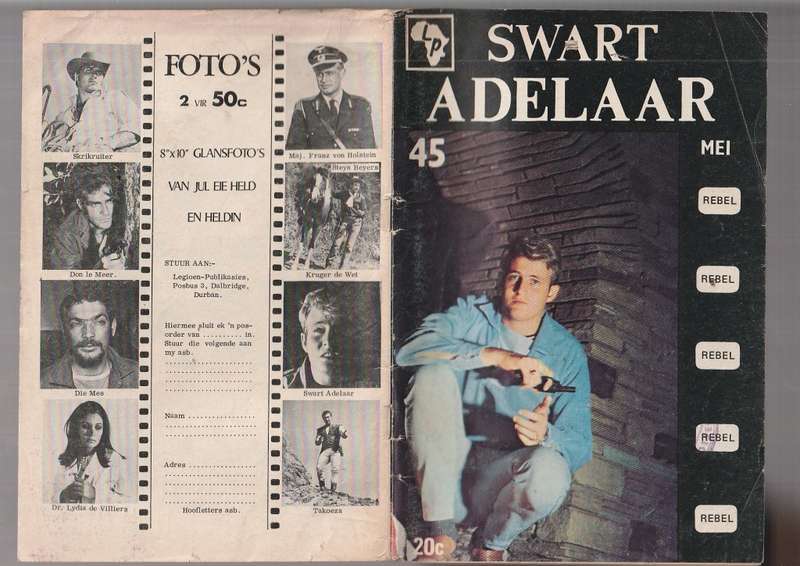 Skrikruiter
Don le Meer.
Die Mes
Dr. Lydia de Villiers
FOTO'S
2 VIR 50c
8"x10" GLANSFOTO'S
VAN JUL EIE HELD
EN HELDIN
STUUR AAN:-
Legioen-Publikasies,
Posbus 3, Dalbridge,
Durban.
Hiermee sluit ek 'n pos-
order van .......... in.
Stuur die volgende aan
my asb.
Naam
Adres
Hoofletters asb.
Maj. Franz von Holstein
Steys Beyers
Kruger de Wet
Swart Adelaar
Takoeza
LP
SWART
ADELAAR
45
MEI
REBEL
REBEL
REBEL
REBEL
REBEL
20c